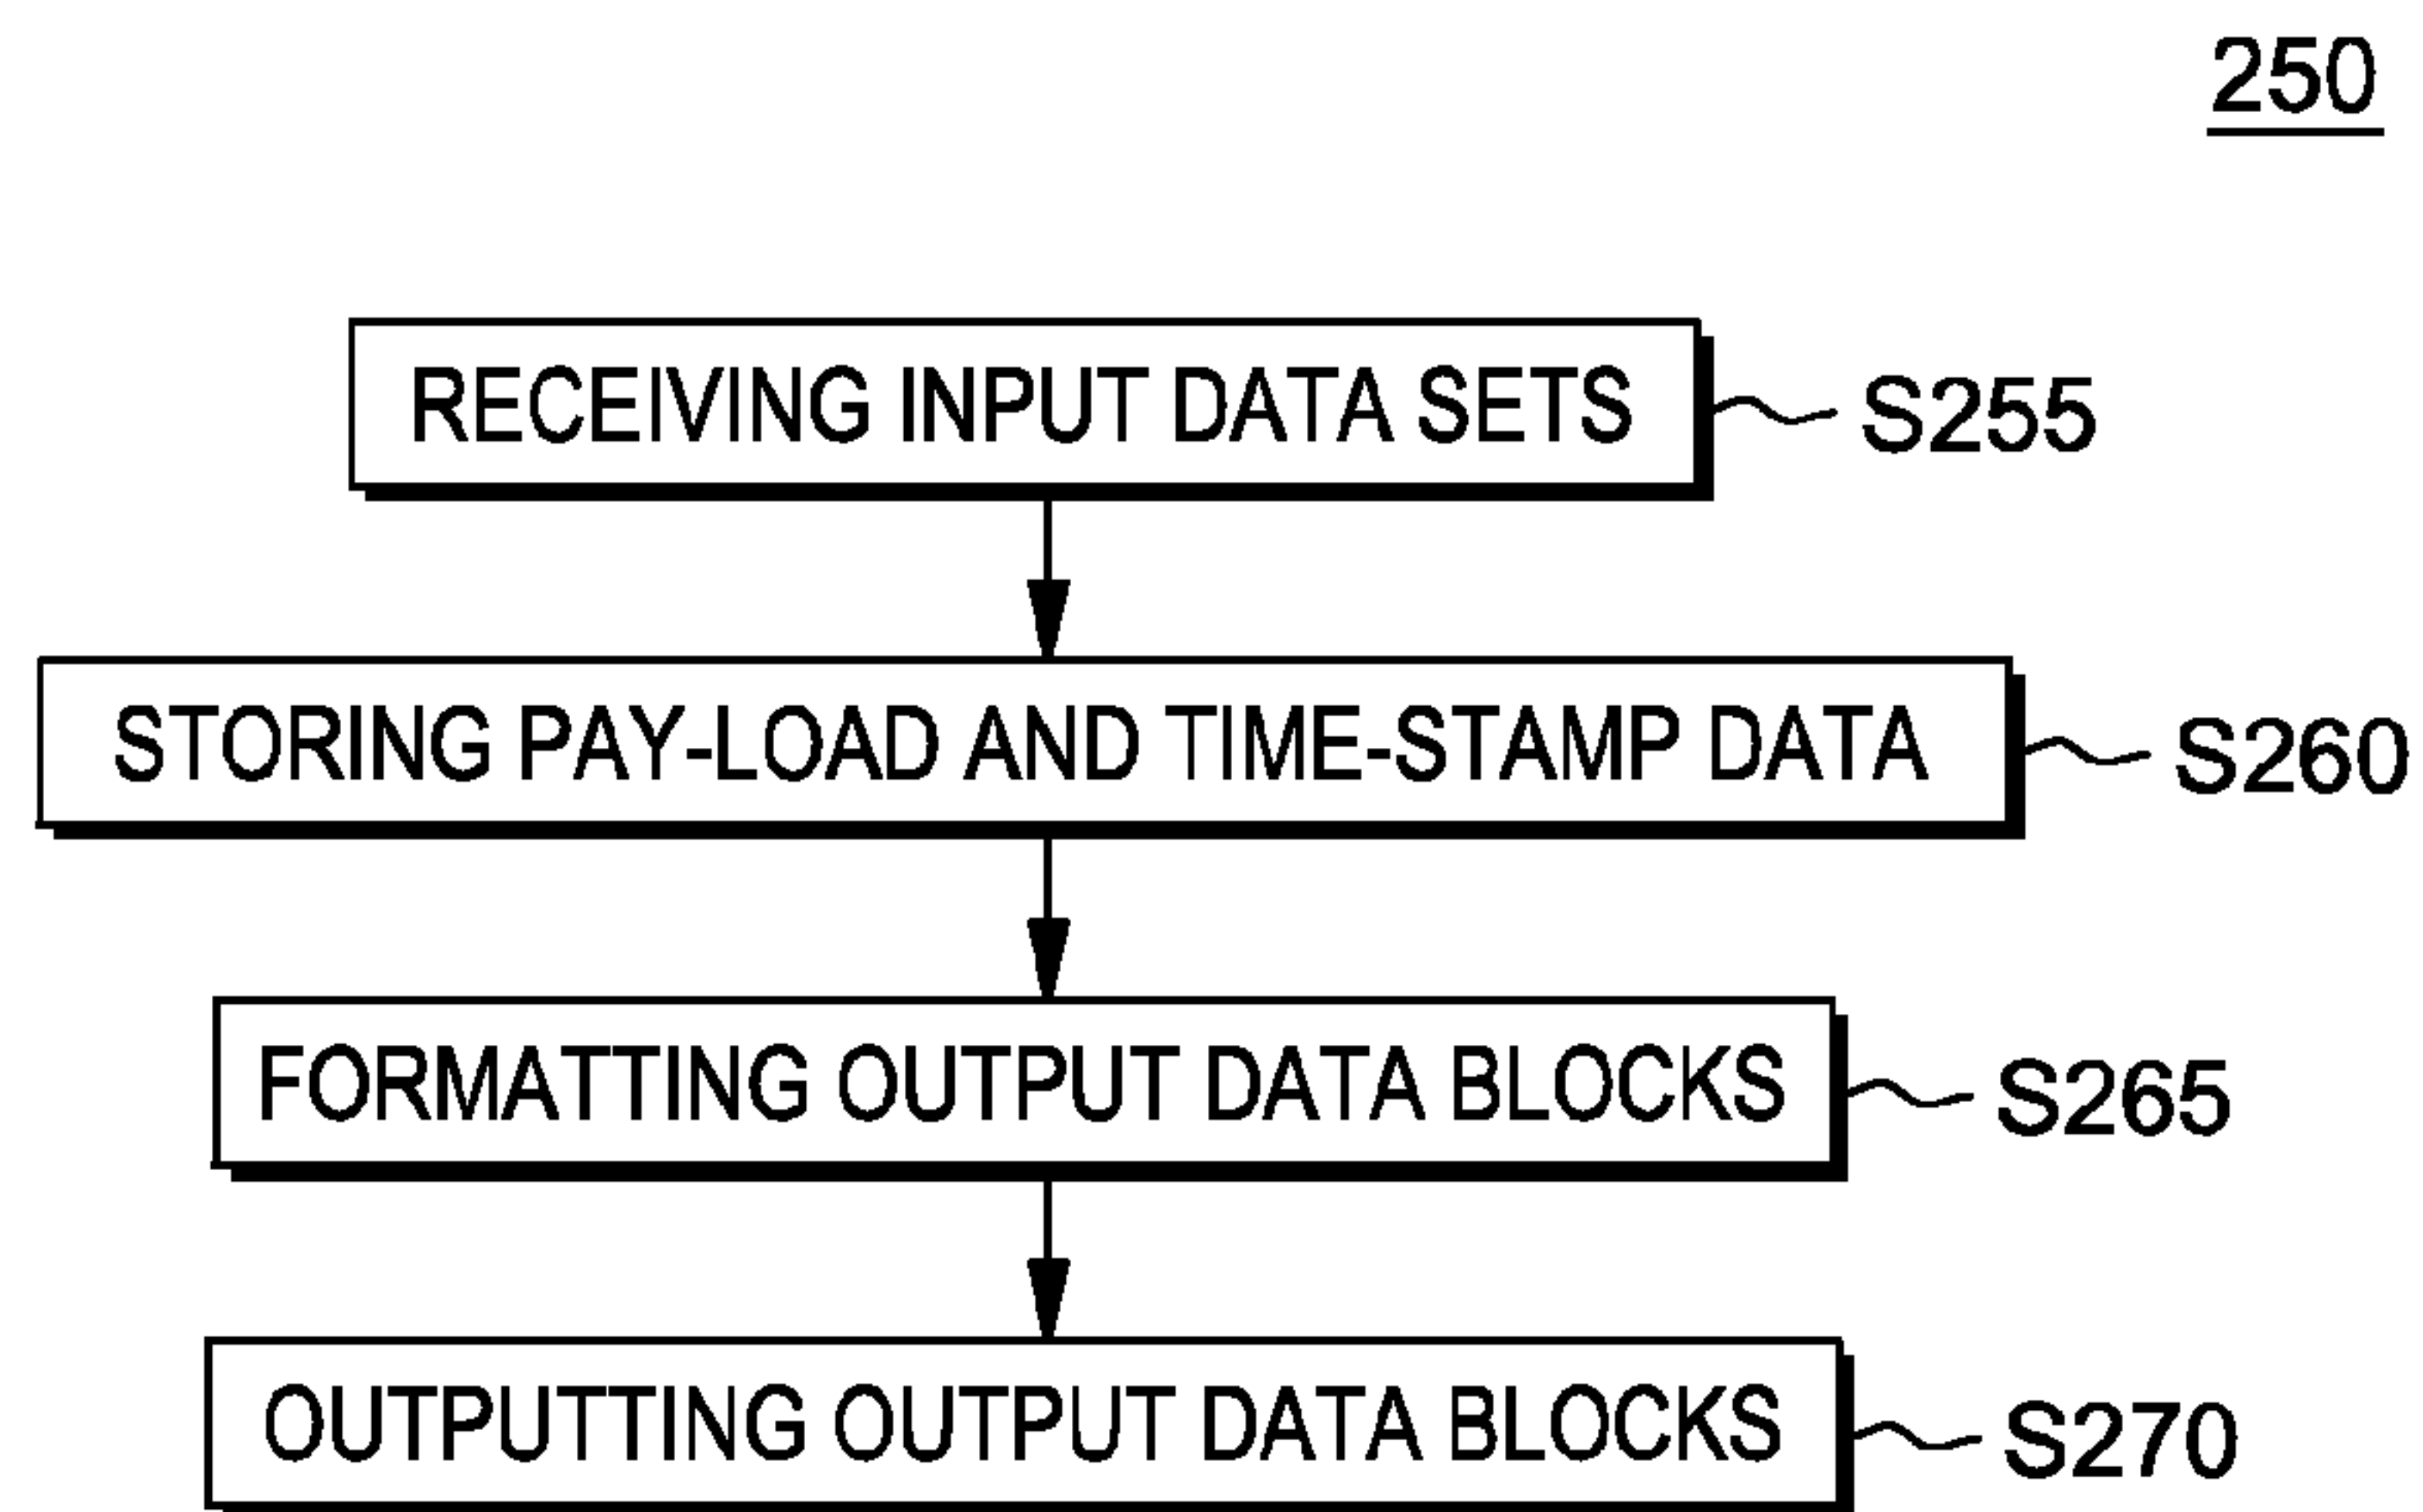 250
RECEIVING INPUT DATA SETS
S255
STORING PAY-LOAD AND TIME-STAMP DATA
S260
FORMATTING OUTPUT DATA BLOCKS
S265
OUTPUTTING OUTPUT DATA BLOCKS
S270